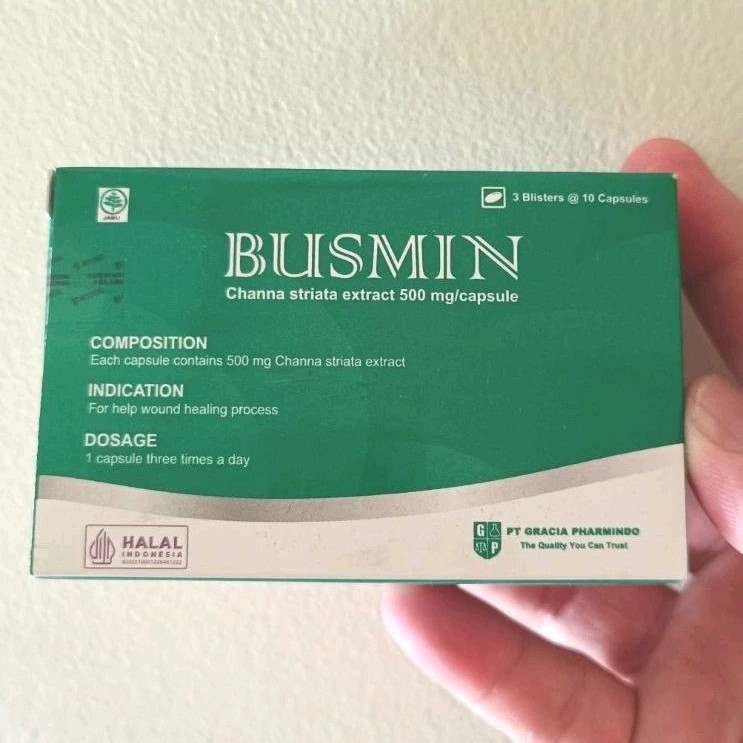 JAMU
3 Blisters @ 10 Capsules
BUSMIN
Channa striata extract 500 mg/capsule
COMPOSITION
Each capsule contains 500 mg Channa striata extract
INDICATION
For help wound healing process
DOSAGE
1 capsule three times a day
HALAL
INDONESIA
G P
PT GRACIA PHARMINDO
The Quality You Can Trust